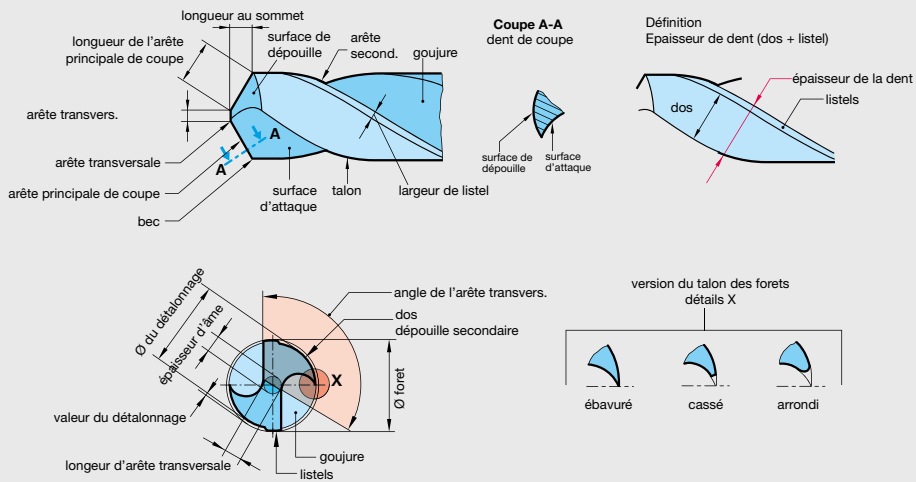 longueur au sommet
longueur de l'arête
principale de coupe
surface de
dépouille
arête
second.
goujure
arête transvers.
A
A
arête transversale
arête principale de coupe
bec
surface
d'attaque
talon
largeur de listel
Coupe A-A
dent de coupe
surface de
dépouille
surface
d'attaque
Définition
Epaisseur de dent (dos + listel)
épaisseur de la dent
listels
dos
Ø du détalonnage
épaisseur d'âme
valeur du détalonnage
longeur d'arête transversale
angle de l'arête transvers.
dos
dépouille secondaire
X
Ø foret
goujure
listels
version du talon des forets
détails X
ébavuré
cassé
arrondi